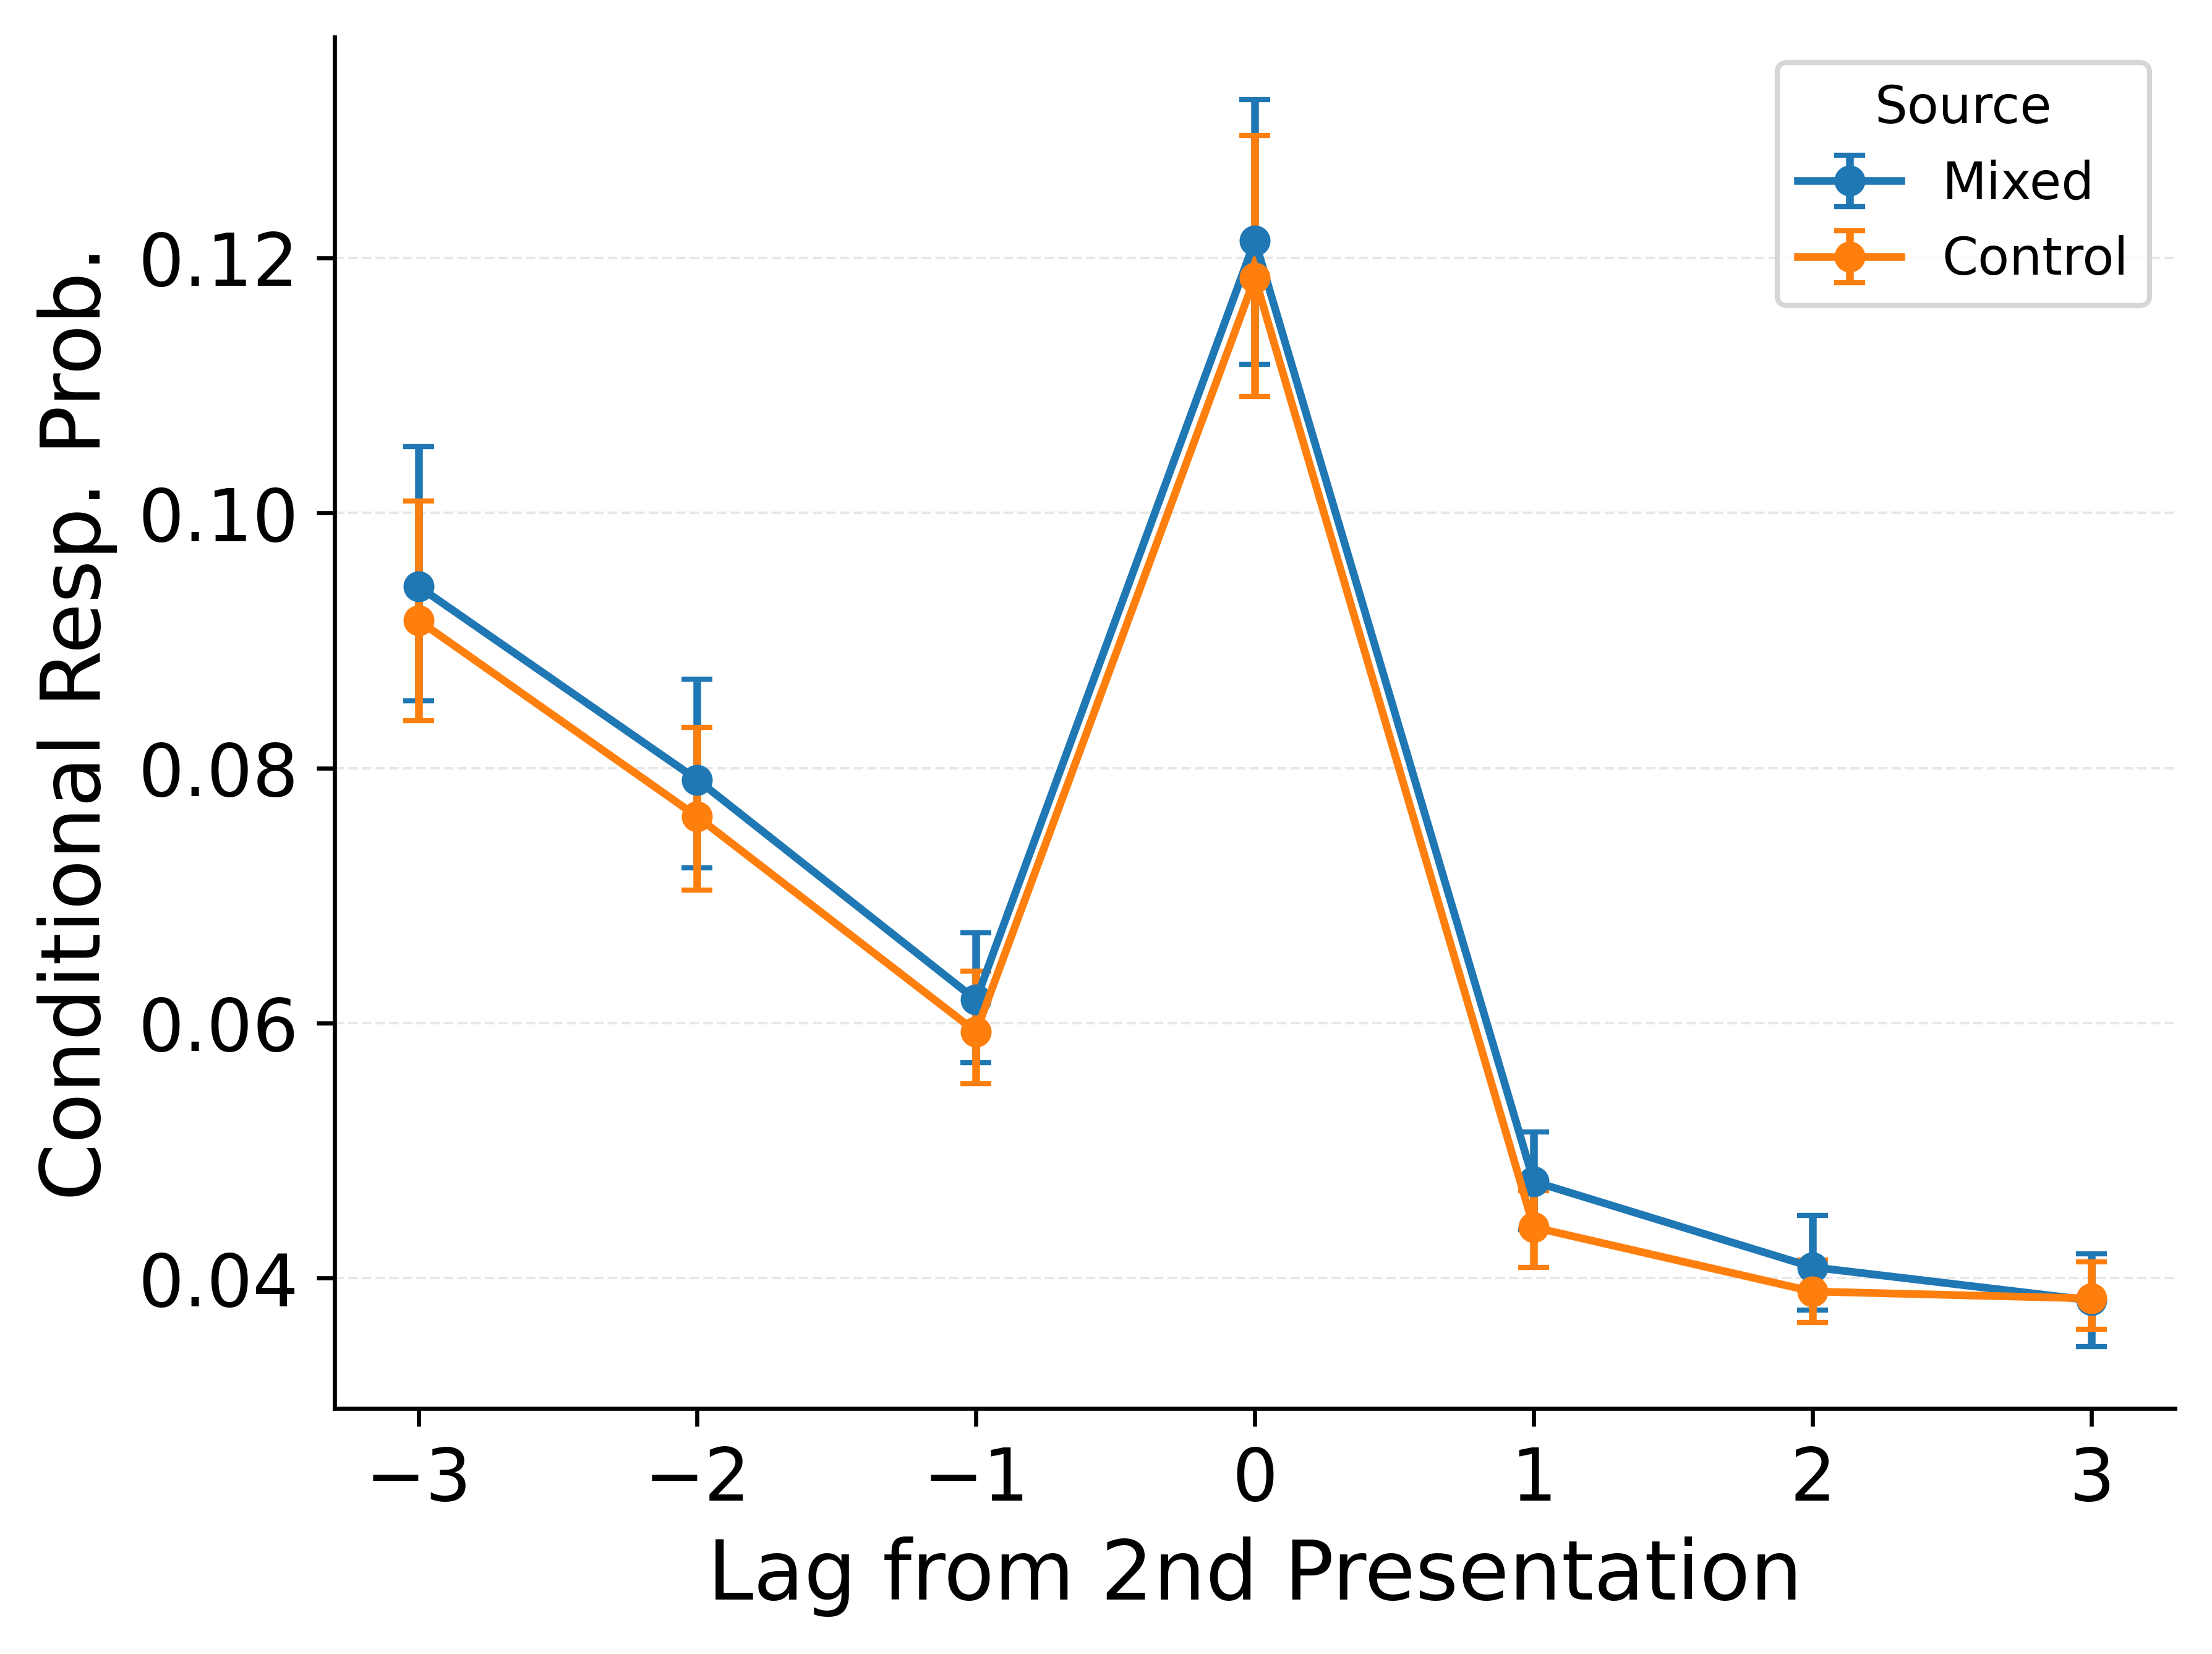 Source
Mixed
Control
Conditional Resp. Prob.
0.12
0.10
0.08
0.06
0.04
−3 −2 −1 0 1 2 3
Lag from 2nd Presentation